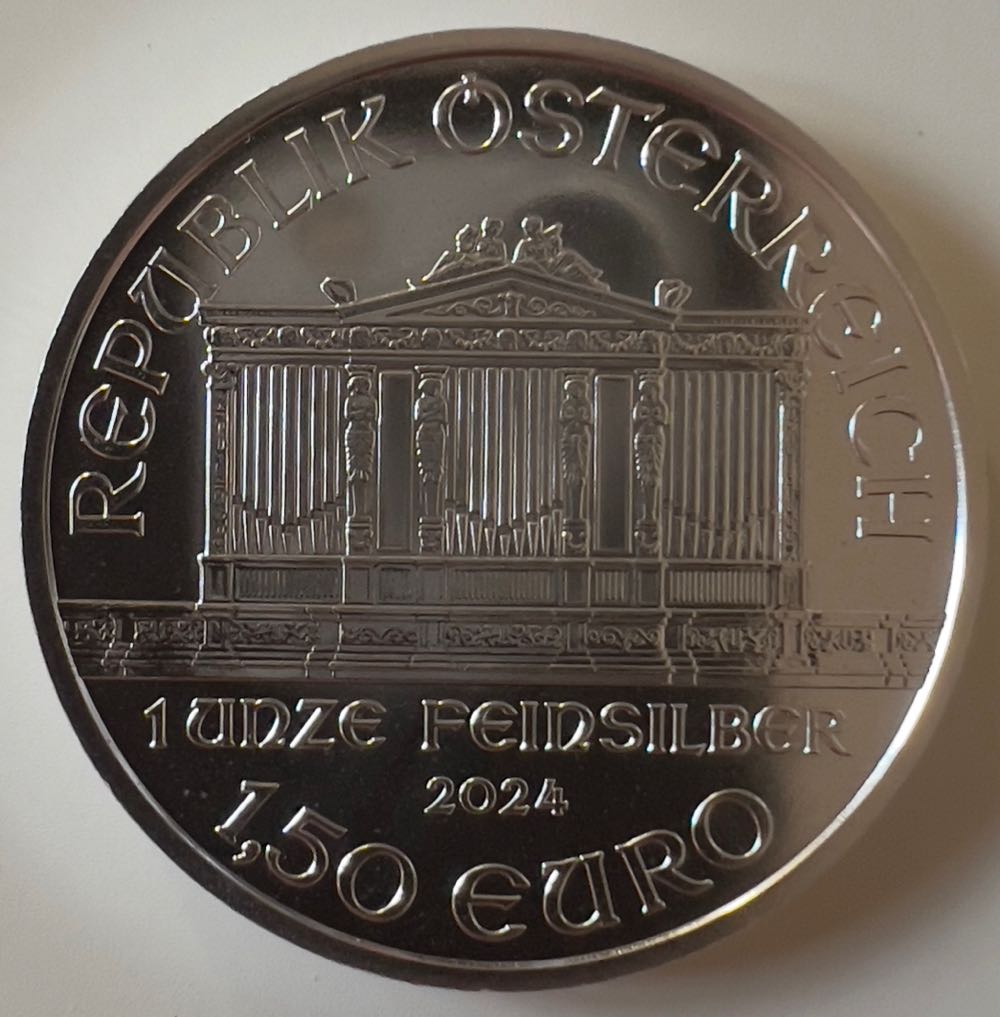 REPUBLIK ÖSTERREICH
1 UNZE FEINSILBER
2024
1,50 EURO